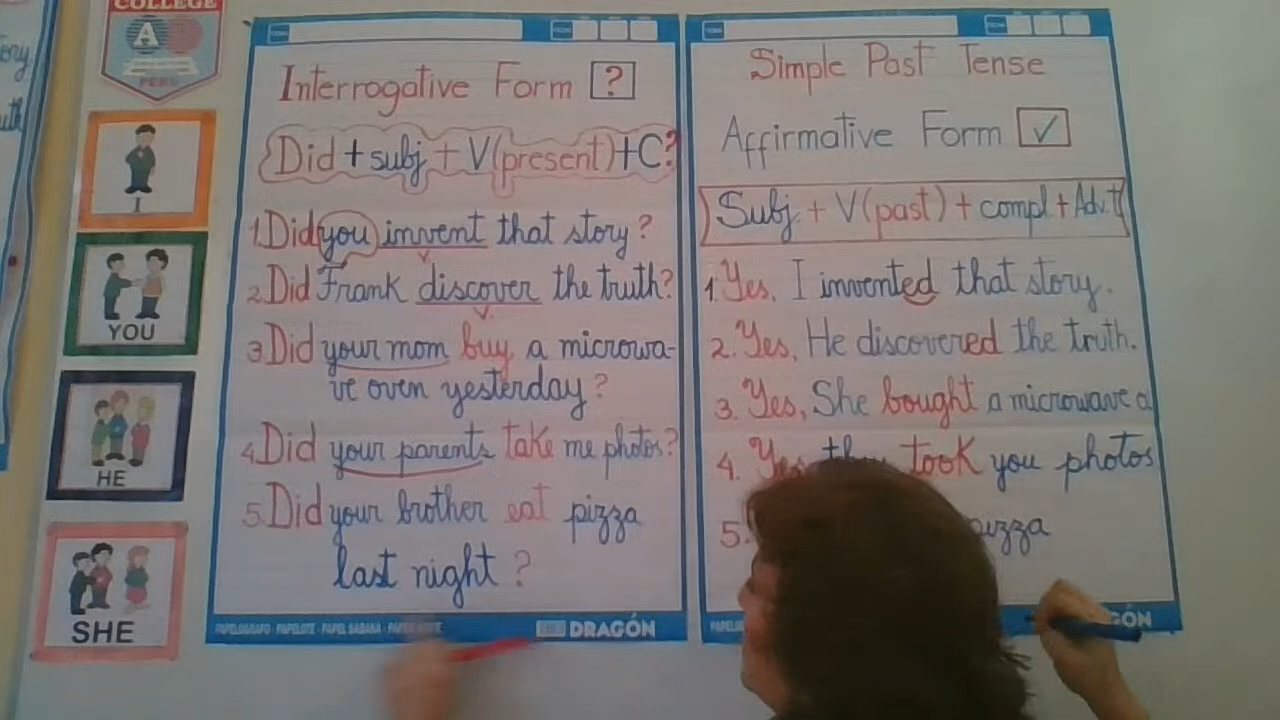 COLLEGE
A
PERÚ
I
YOU
HE
SHE
Interrogative Form ?
Did + subj + V(present) + C?
1. Did you invent that story?
2. Did Frank discover the truth?
3. Did your mom buy a microwa-
ve oven yesterday?
4. Did your parents take me photos?
5. Did your brother eat pizza
last night?
DRAGÓN
Simple Past Tense
Affirmative Form ✓
Subj. + V(past) + compl + Adv.T
1. Yes, I invented that story.
2. Yes, He discovered the truth.
3. Yes, She bought a microwave o
4. Yes they took you photos
5. pizza
GÓN